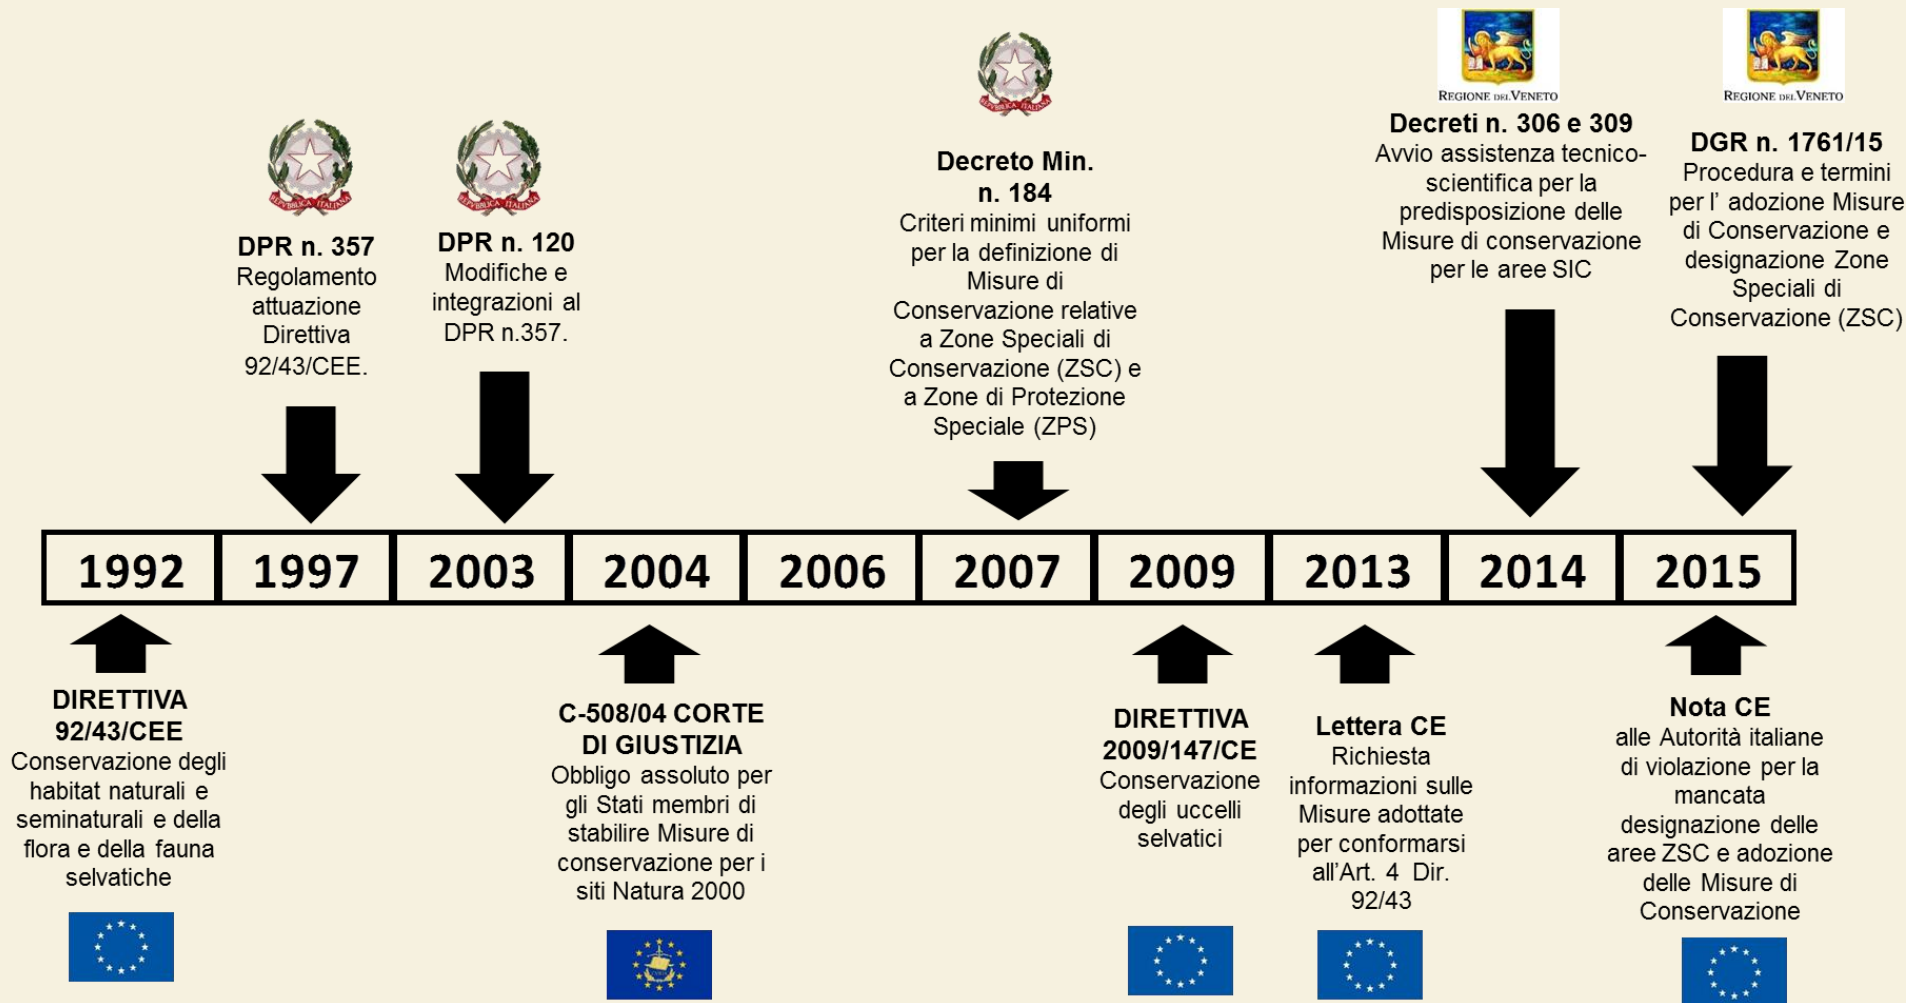 REGIONE DEL VENETO
Decreti n. 306 e 309
Avvio assistenza tecnico-
scientifica per la
predisposizione delle
Misure di conservazione
per le aree SIC
REGIONE DEL VENETO
DGR n. 1761/15
Procedura e termini
per l' adozione Misure
di Conservazione e
designazione Zone
Speciali di
Conservazione (ZSC)
REPVBBLICA ITALIANA
Decreto Min.
n. 184
Criteri minimi uniformi
per la definizione di
Misure di
Conservazione relative
a Zone Speciali di
Conservazione (ZSC) e
a Zone di Protezione
Speciale (ZPS)
REPVBBLICA ITALIANA
DPR n. 357
Regolamento
attuazione
Direttiva
92/43/CEE.
REPVBBLICA ITALIANA
DPR n. 120
Modifiche e
integrazioni al
DPR n.357.
1992 1997 2003 2004 2006 2007 2009 2013 2014 2015
DIRETTIVA
92/43/CEE
Conservazione degli
habitat naturali e
seminaturali e della
flora e della fauna
selvatiche
C-508/04 CORTE
DI GIUSTIZIA
Obbligo assoluto per
gli Stati membri di
stabilire Misure di
conservazione per i
siti Natura 2000
DIRETTIVA
2009/147/CE
Conservazione
degli uccelli
selvatici
Lettera CE
Richiesta
informazioni sulle
Misure adottate
per conformarsi
all'Art. 4 Dir.
92/43
Nota CE
alle Autorità italiane
di violazione per la
mancata
designazione delle
aree ZSC e adozione
delle Misure di
Conservazione